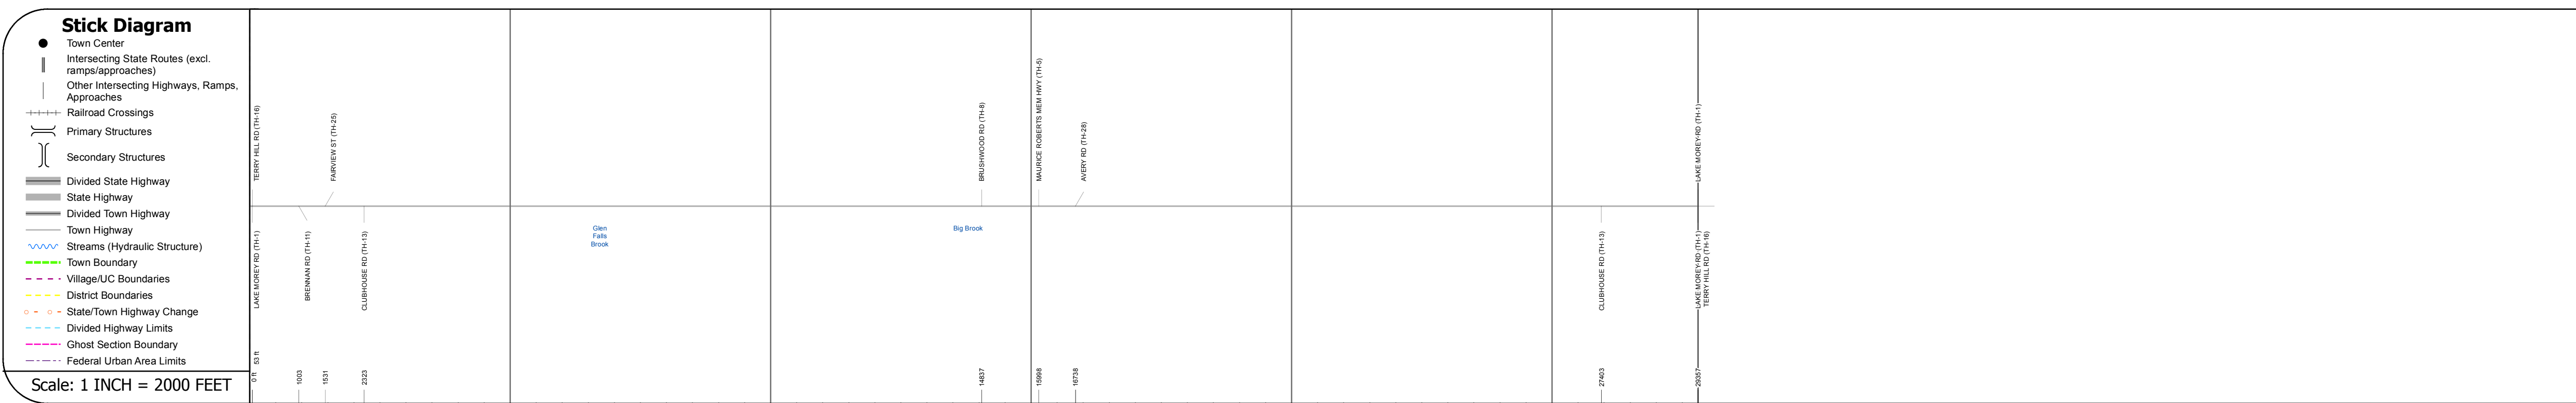 Stick Diagram
Town Center
Intersecting State Routes (excl.
ramps/approaches)
Other Intersecting Highways, Ramps,
Approaches
Railroad Crossings
Primary Structures
Secondary Structures
Divided State Highway
State Highway
Divided Town Highway
Town Highway
Streams (Hydraulic Structure)
Town Boundary
Village/UC Boundaries
District Boundaries
State/Town Highway Change
Divided Highway Limits
Ghost Section Boundary
Federal Urban Area Limits
Scale: 1 INCH = 2000 FEET
TERRY HILL RD (TH-16)
FAIRVIEW ST (TH-25)
BRUSHWOOD RD (TH-8)
MAURICE ROBERTS MEM HWY (TH-5)
AVERY RD (TH-28)
LAKE MOREY RD (TH-1)
LAKE MOREY RD (TH-1)
BRENNAN RD (TH-11)
CLUBHOUSE RD (TH-13)
Glen
Falls
Brook
Big Brook
CLUBHOUSE RD (TH-13)
LAKE MOREY RD (TH-1)
TERRY HILL RD (TH-16)
0 ft
53 ft
1003
1531
2323
14837
15998
16738
27403
29357